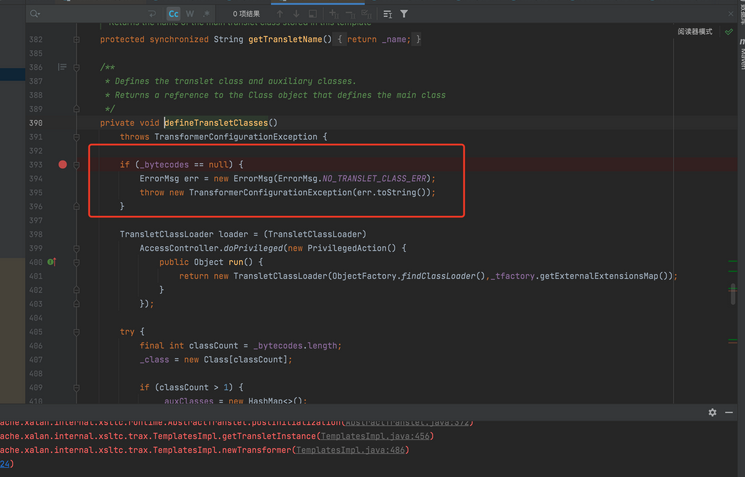 Cc W 0 项结果
阅读器模式
Maven
* Returns the name of the main translet class stored in this template
382 protected synchronized String getTransletName() { return _name; }
385
386 /**
387 * Defines the translet class and auxiliary classes.
388 * Returns a reference to the Class object that defines the main class
389 */
390 private void defineTransletClasses()
391 throws TransformerConfigurationException {
392
393 if (_bytecodes == null) {
394 ErrorMsg err = new ErrorMsg(ErrorMsg.NO_TRANSLET_CLASS_ERR);
395 throw new TransformerConfigurationException(err.toString());
396 }
397
398 TransletClassLoader loader = (TransletClassLoader)
399 AccessController.doPrivileged(new PrivilegedAction() {
400 public Object run() {
401 return new TransletClassLoader(ObjectFactory.findClassLoader(),_tfactory.getExternalExtensionsMap());
402 }
403 });
404
405 try {
406 final int classCount = _bytecodes.length;
407 _class = new Class[classCount];
408
409 if (classCount > 1) {
410 _auxClasses = new HashMap<>();
ache.xalan.internal.xsltc.runtime.AbstractTranslet.postInitialization(AbstractTranslet.java:372)
ache.xalan.internal.xsltc.trax.TemplatesImpl.getTransletInstance(TemplatesImpl.java:456)
ache.xalan.internal.xsltc.trax.TemplatesImpl.newTransformer(TemplatesImpl.java:486)
24)